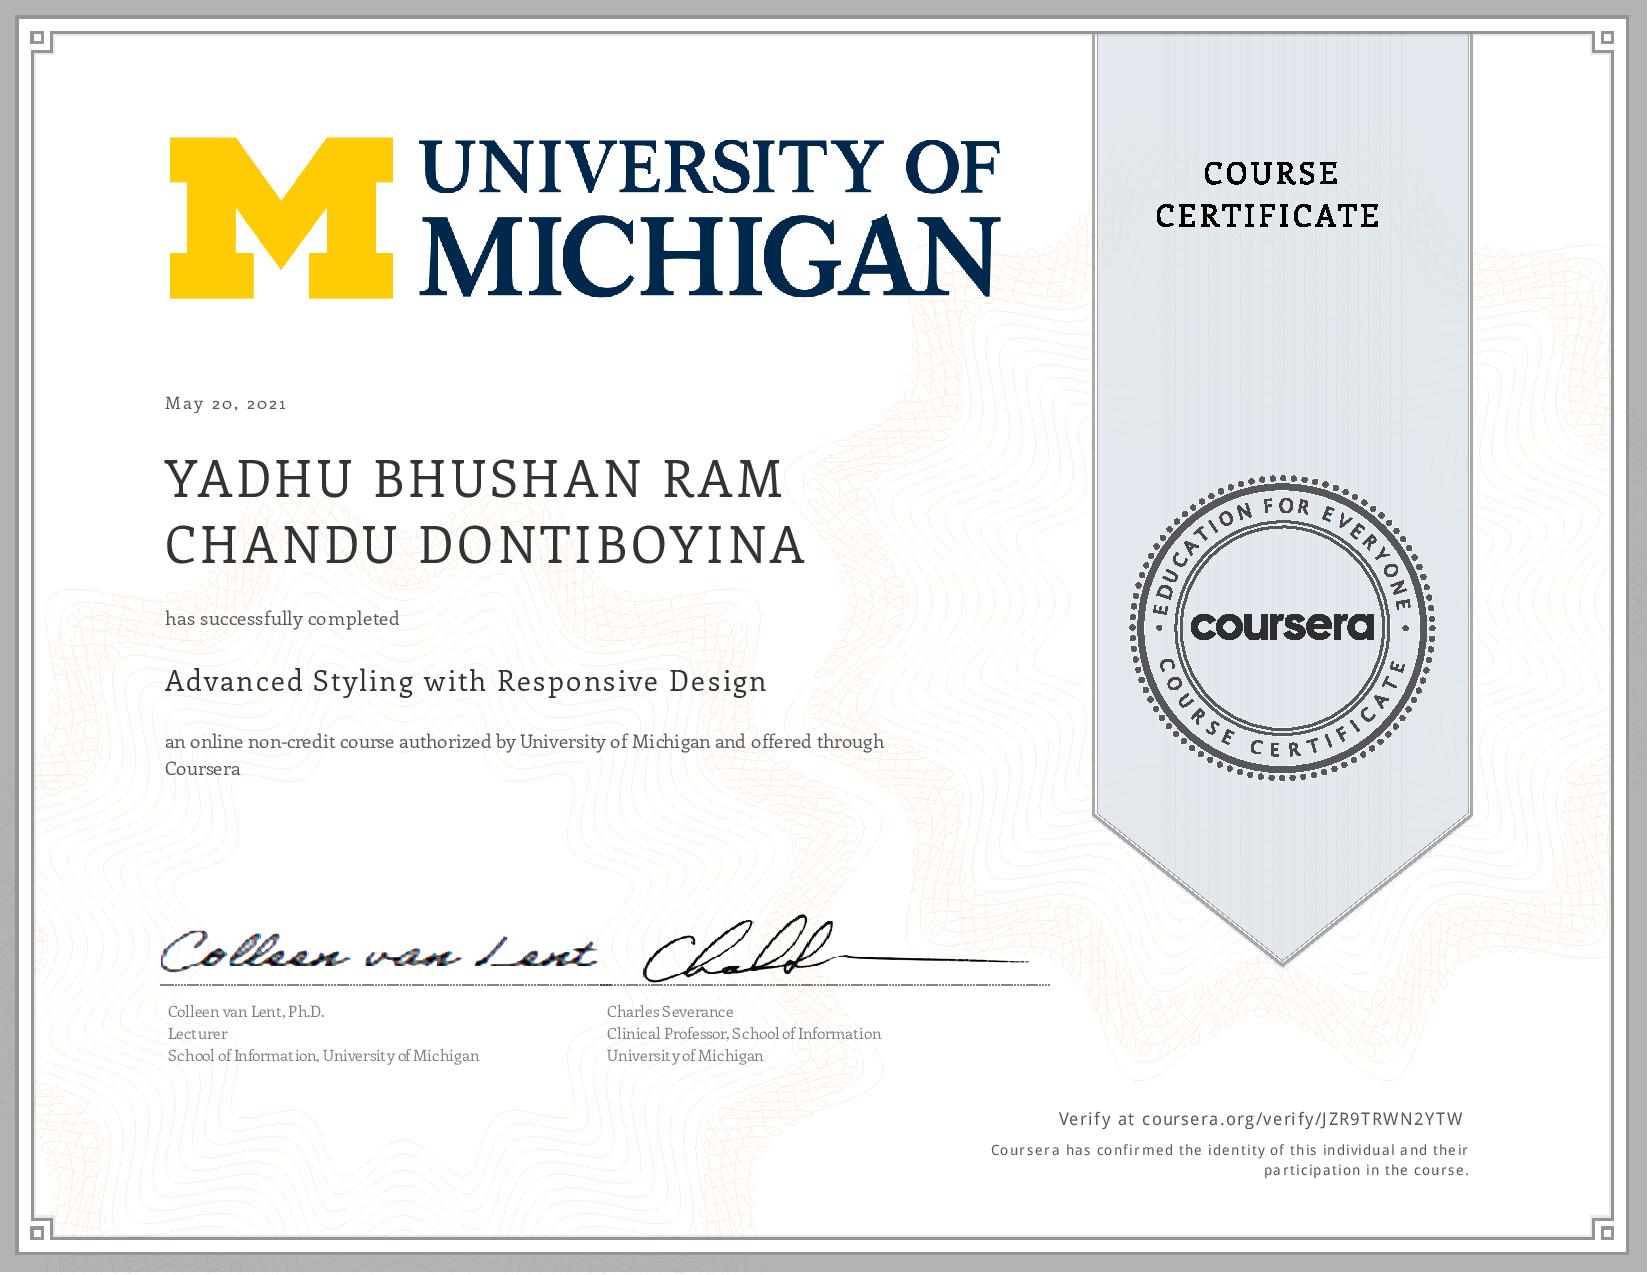 UNIVERSITY OF
MICHIGAN
COURSE
CERTIFICATE
May 20, 2021
YADHU BHUSHAN RAM
CHANDU DONTIBOYINA
has successfully completed
Advanced Styling with Responsive Design
an online non-credit course authorized by University of Michigan and offered through
Coursera
EDUCATION FOR EVERYONE
coursera
COURSE CERTIFICATE
Colleen van Lent
Colleen van Lent, Ph.D.
Lecturer
School of Information, University of Michigan
Charles Severance
Clinical Professor, School of Information
University of Michigan
Verify at coursera.org/verify/JZR9TRWN2YTW
Coursera has confirmed the identity of this individual and their
participation in the course.